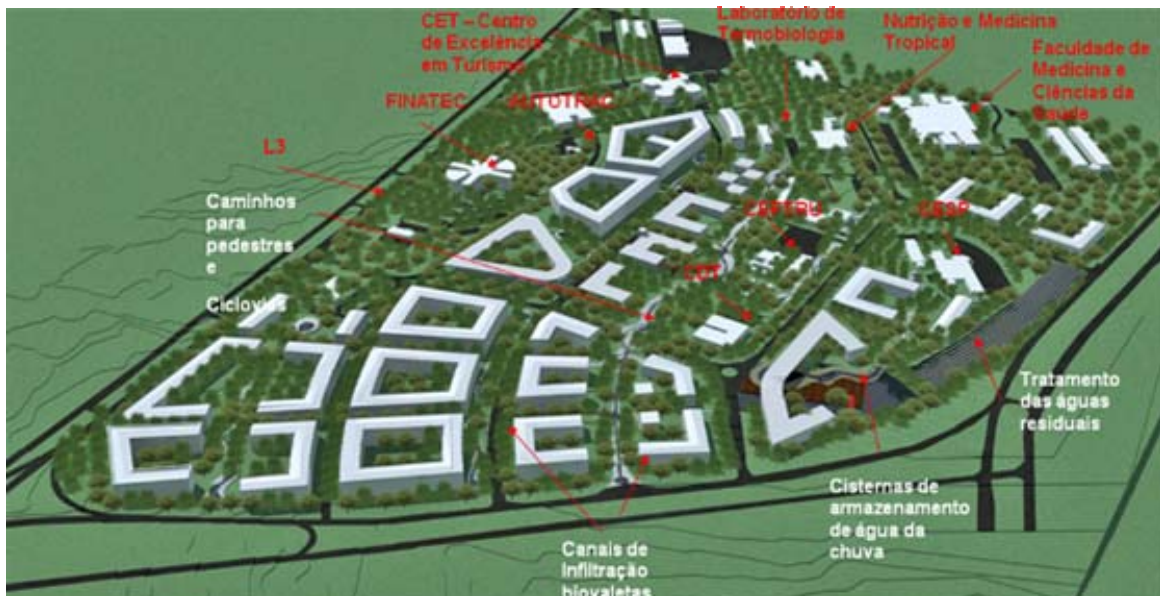 CET – Centro
de Excelência
em Turismo
Laboratório de
Termobiologia
Nutrição e Medicina
Tropical
Faculdade de
Medicina e
Ciências da
Saúde
FINATEC
AUTOTRAC
L3
Caminhos
para
pedestres
e
Ciclovias
CEFTRU
CESP
CDT
Tratamento
das águas
residuais
Cisternas de
armazenamento
de água da
chuva
Canais de
Infiltração
biovaletas